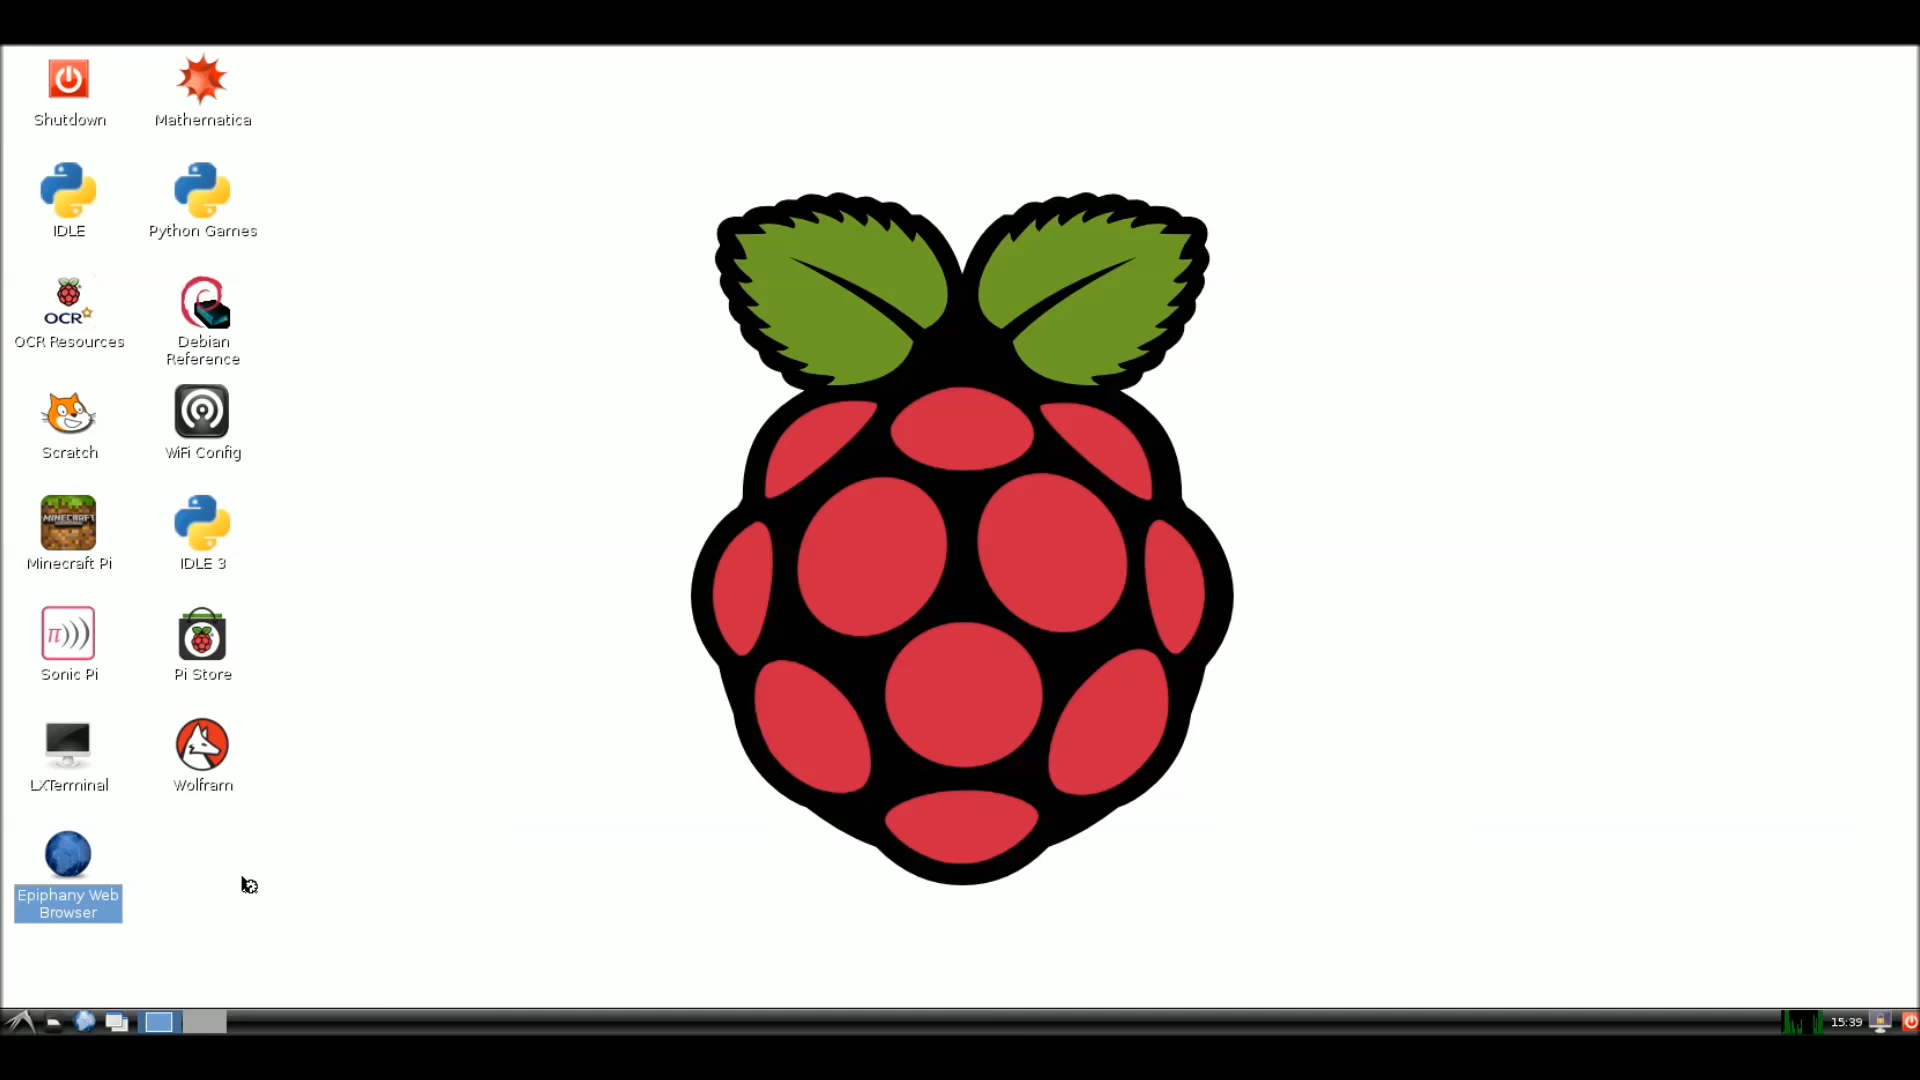 Shutdown
Mathematica
IDLE
Python Games
OCR
OCR Resources
Debian
Reference
Scratch
WiFi Config
MINECRAFT
Minecraft Pi
IDLE 3
π)))
Sonic Pi
Pi Store
LXTerminal
Wolfram
Epiphany Web
Browser
15:39